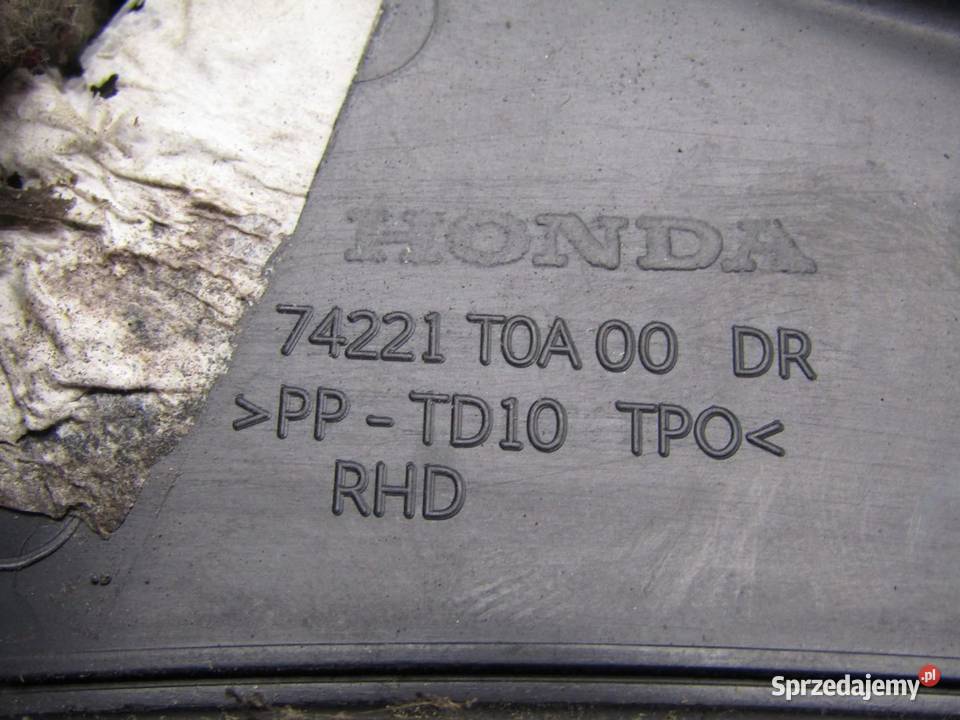 HONDA
74221 T0A 00 DR
>PP - TD10 TPO<
RHD
Sprzedajemy.pl